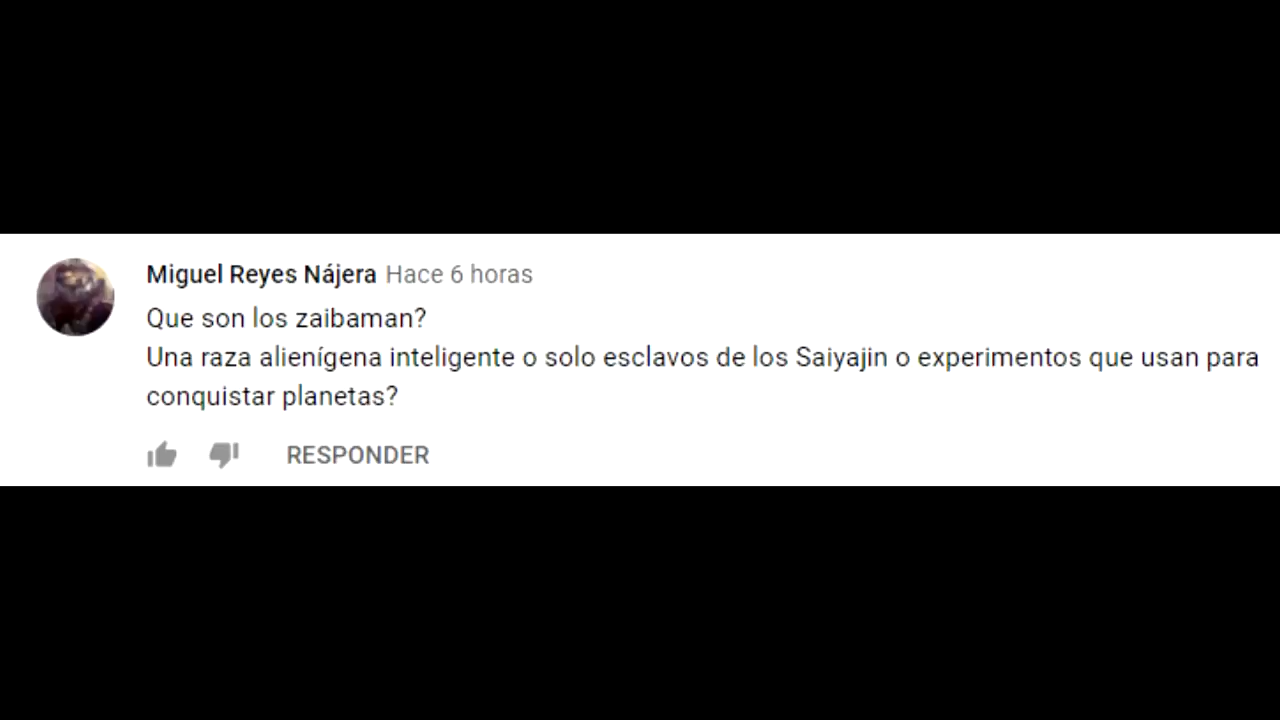 Miguel Reyes Nájera Hace 6 horas
Que son los zaibaman?
Una raza alienígena inteligente o solo esclavos de los Saiyajin o experimentos que usan para
conquistar planetas?
RESPONDER